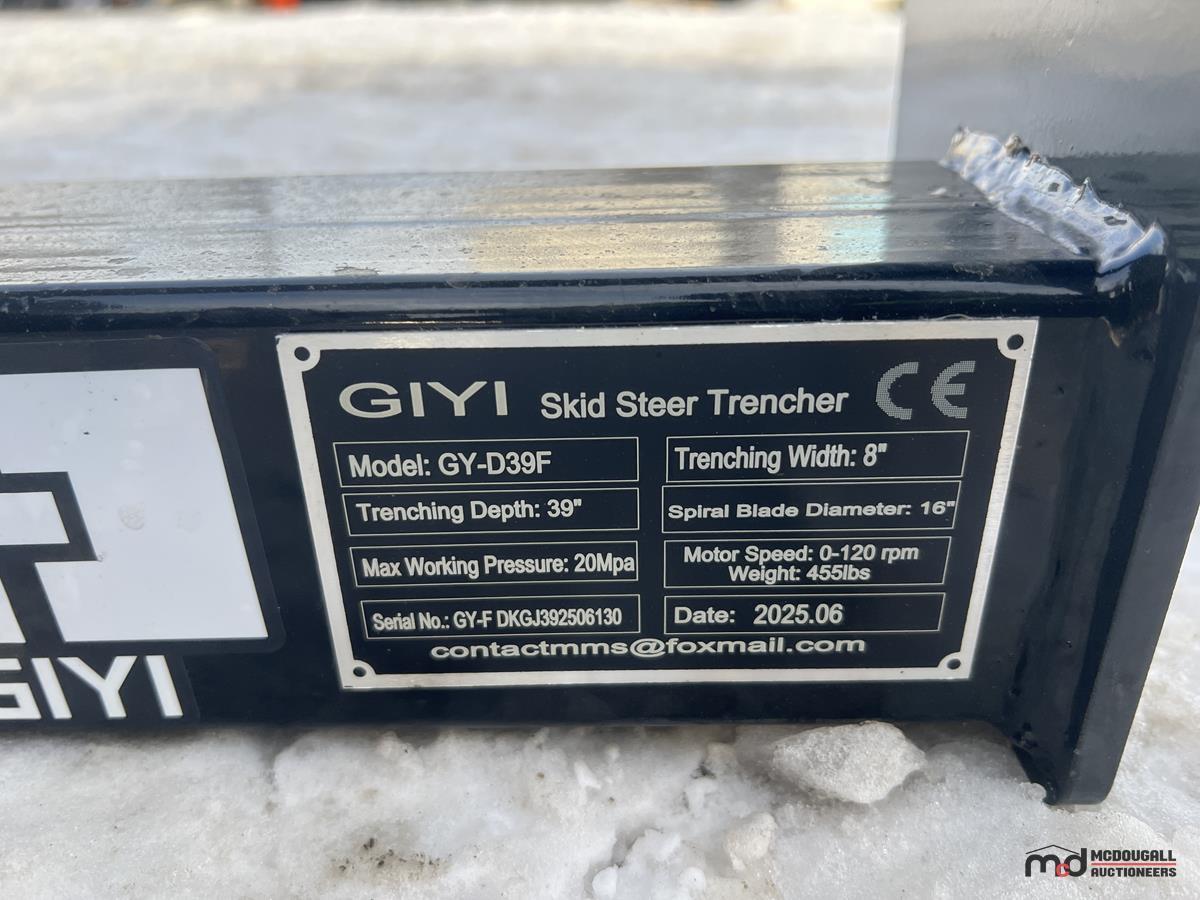 GIYI Skid Steer Trencher CE
Model: GY-D39F
Trenching Width: 8"
Trenching Depth: 39"
Spiral Blade Diameter: 16"
Max Working Pressure: 20Mpa
Motor Speed: 0-120 rpm
Weight: 455lbs
Serial No.: GY-F DKGJ392506130
Date: 2025.06
contactmms@foxmail.com
GIYI
md MCDOUGALL
AUCTIONEERS